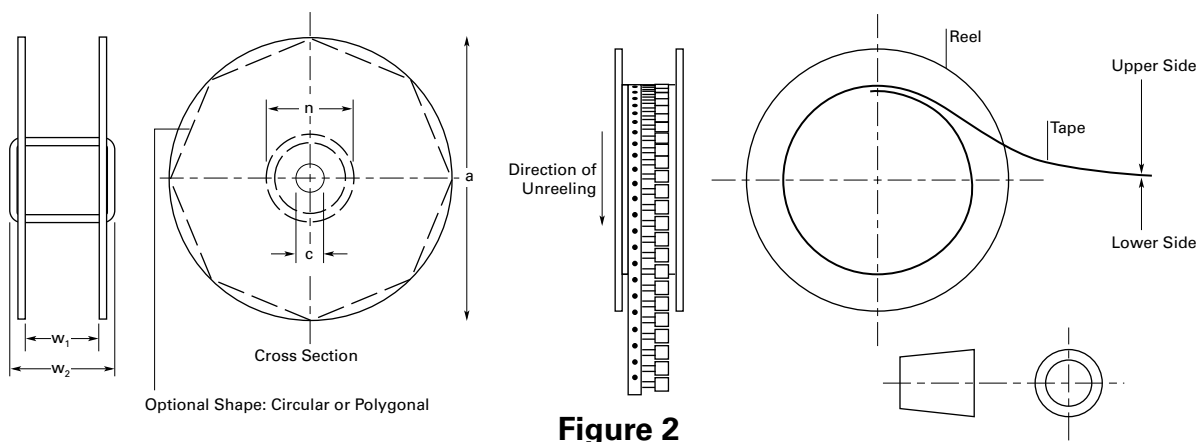 n
a
c
w₁
w₂
Cross Section
Optional Shape: Circular or Polygonal
Direction of
Unreeling
Reel
Tape
Upper Side
Lower Side
Figure 2